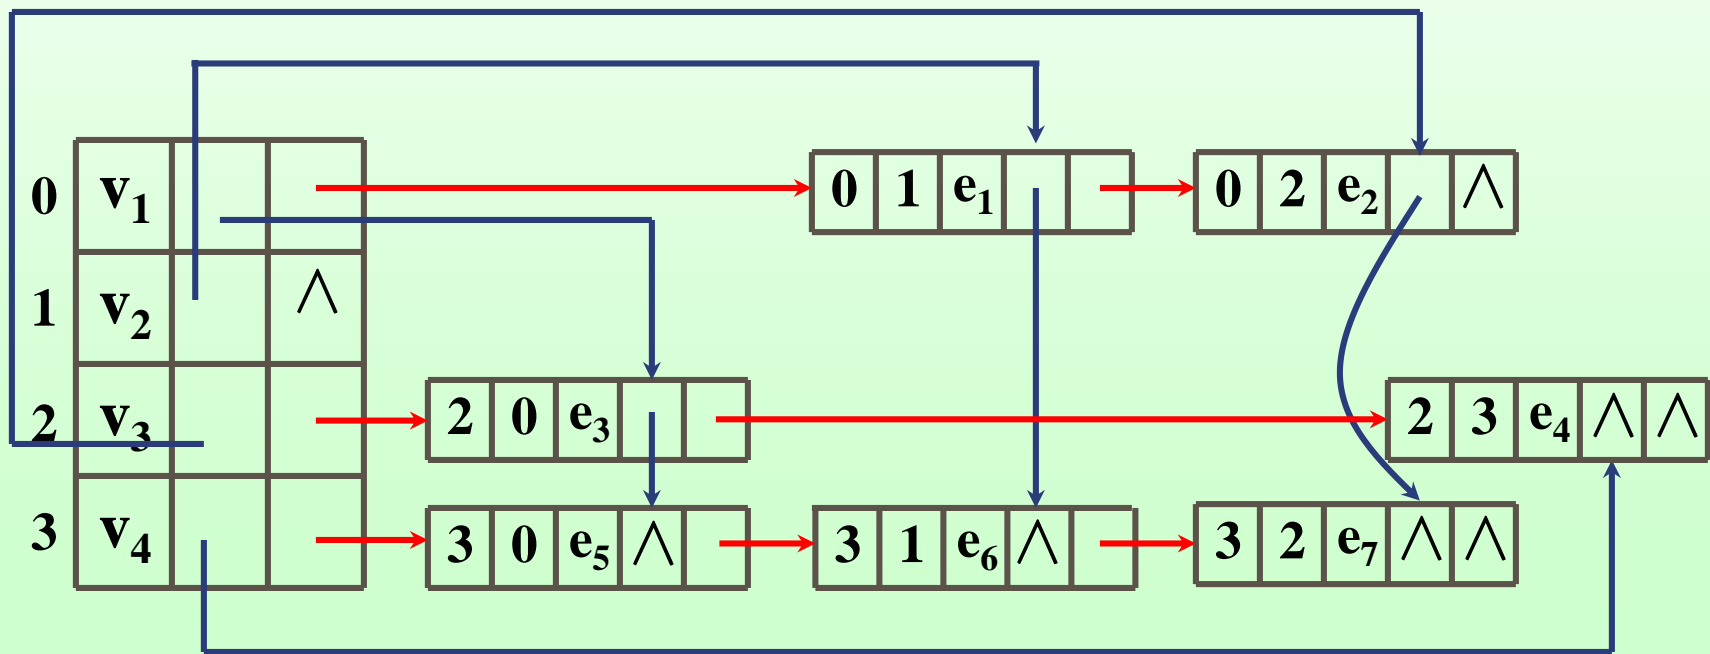 0 v₁ 0 1 e₁ 0 2 e₂ ∧
1 v₂ ∧
2 v₃ 2 0 e₃ 2 3 e₄ ∧ ∧
3 v₄ 3 0 e₅ ∧ 3 1 e₆ ∧ 3 2 e₇ ∧ ∧